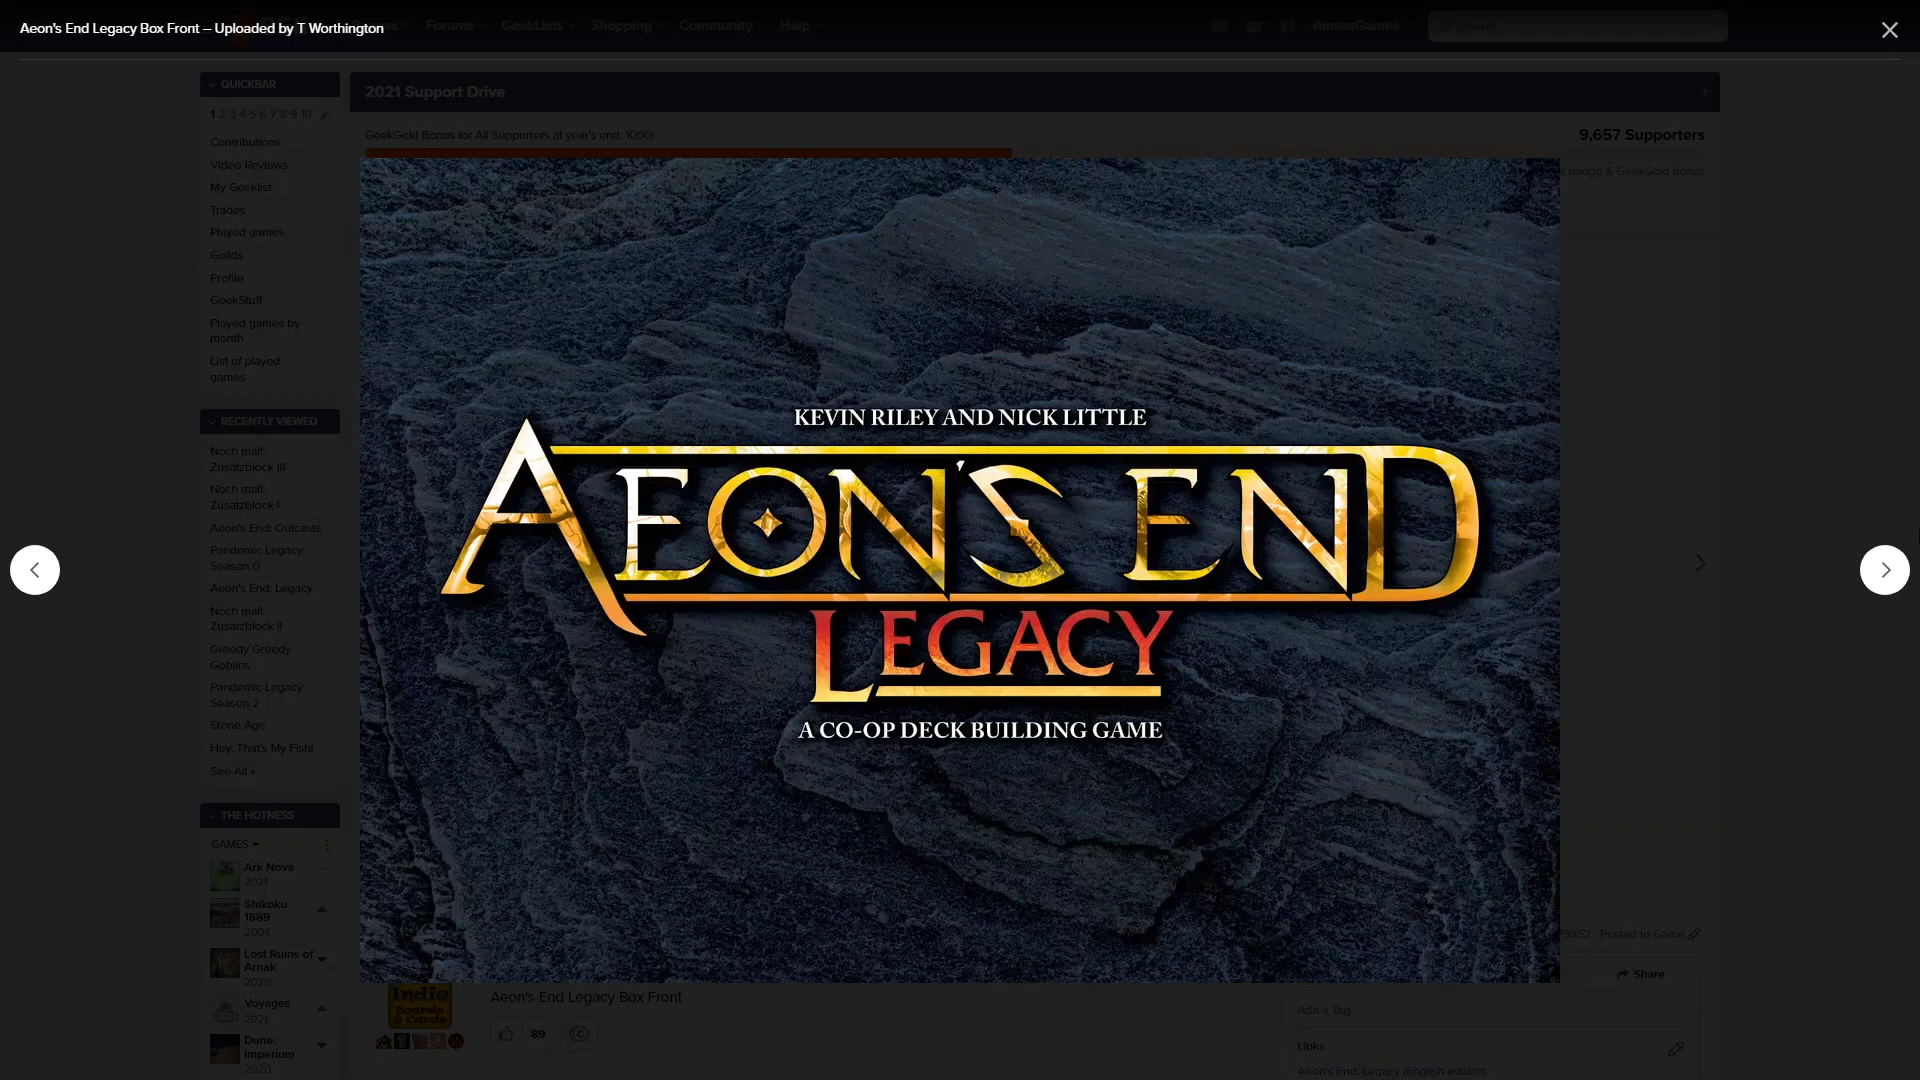 Aeon's End Legacy Box Front – Uploaded by T Worthington
Forums
GeekLists
Shopping
Community
Help
AmassGames
Search
QUICKBAR
1 2 3 4 5 6 7 8 9 10
Contributions
Video Reviews
My Geeklist
Trades
Played games
Guilds
Profile
GeekStuff
Played games by
month
List of played
games
RECENTLY VIEWED
Noch mal!:
Zusatzblock III
Noch mal!:
Zusatzblock I
Aeon's End: Outcasts
Pandemic Legacy:
Season 0
Aeon's End: Legacy
Noch mal!:
Zusatzblock II
Greedy Greedy
Goblins
Pandemic Legacy:
Season 2
Stone Age
Hey, That's My Fish!
See All »
THE HOTNESS
GAMES
Ark Nova
2021
Shikoku
1889
2004
Lost Ruins of
Arnak
2020
Voyages
2021
Dune:
Imperium
2020
2021 Support Drive
GeekGold Bonus for All Supporters at year's end: 1000!
9,657 Supporters
badge & GeekGold bonus
KEVIN RILEY AND NICK LITTLE
AEON'S END
LEGACY
A CO-OP DECK BUILDING GAME
79852 - Posted to Game
Share
Indie
Boards
& Cards
Aeon's End Legacy Box Front
89
Add a Tag
Links
Aeon's End: Legacy (English edition)